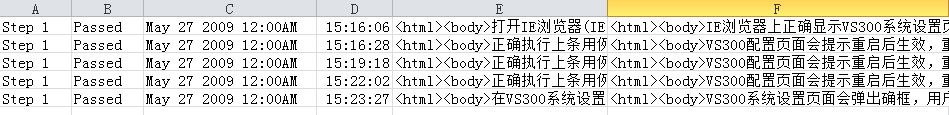 A B C D E F
Step 1 Passed May 27 2009 12:00AM 15:16:06 <html><body>打开IE浏览器(IE <html><body>IE浏览器上正确显示VS300系统设置页
Step 1 Passed May 27 2009 12:00AM 15:16:28 <html><body>正确执行上条用例 <html><body>VS300配置页面会提示重启后生效，重
Step 1 Passed May 27 2009 12:00AM 15:19:18 <html><body>正确执行上条用例 <html><body>VS300配置页面会提示重启后生效，重
Step 1 Passed May 27 2009 12:00AM 15:22:02 <html><body>正确执行上条用例 <html><body>VS300配置页面会提示重启后生效，重
Step 1 Passed May 27 2009 12:00AM 15:23:27 <html><body>在VS300系统设置 <html><body>VS300系统设置页面会弹出确框，用户